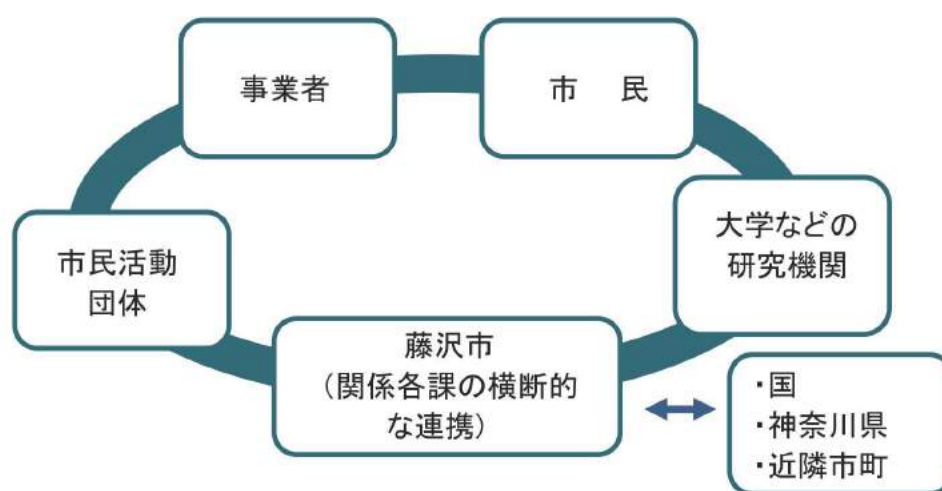 事業者
市 民
大学などの
研究機関
市民活動
団体
藤沢市
（関係各課の横断的
な連携）
・国
・神奈川県
・近隣市町